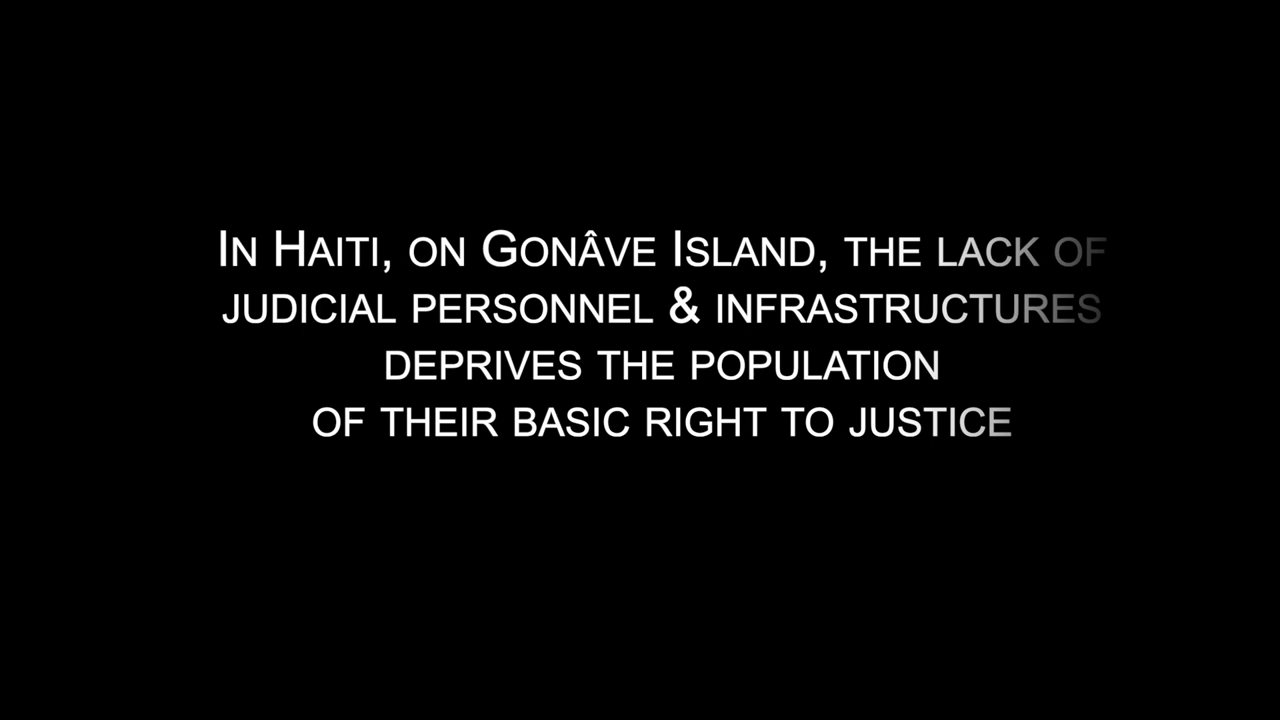 In Haiti, on Gonâve Island, the lack of
judicial personnel & infrastructures
deprives the population
of their basic right to justice